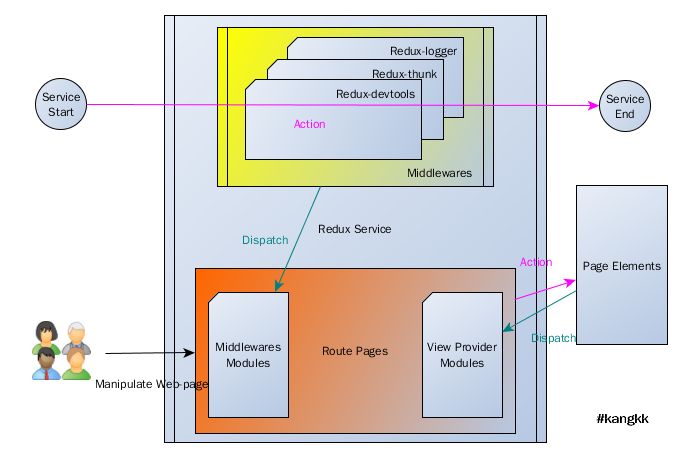 Redux-logger
Redux-thunk
Redux-devtools
Service
Start
Service
End
Action
Middlewares
Redux Service
Dispatch
Action
Page Elements
Dispatch
Middlewares
Modules
Route Pages
View Provider
Modules
Manipulate Web-page
#kangkk